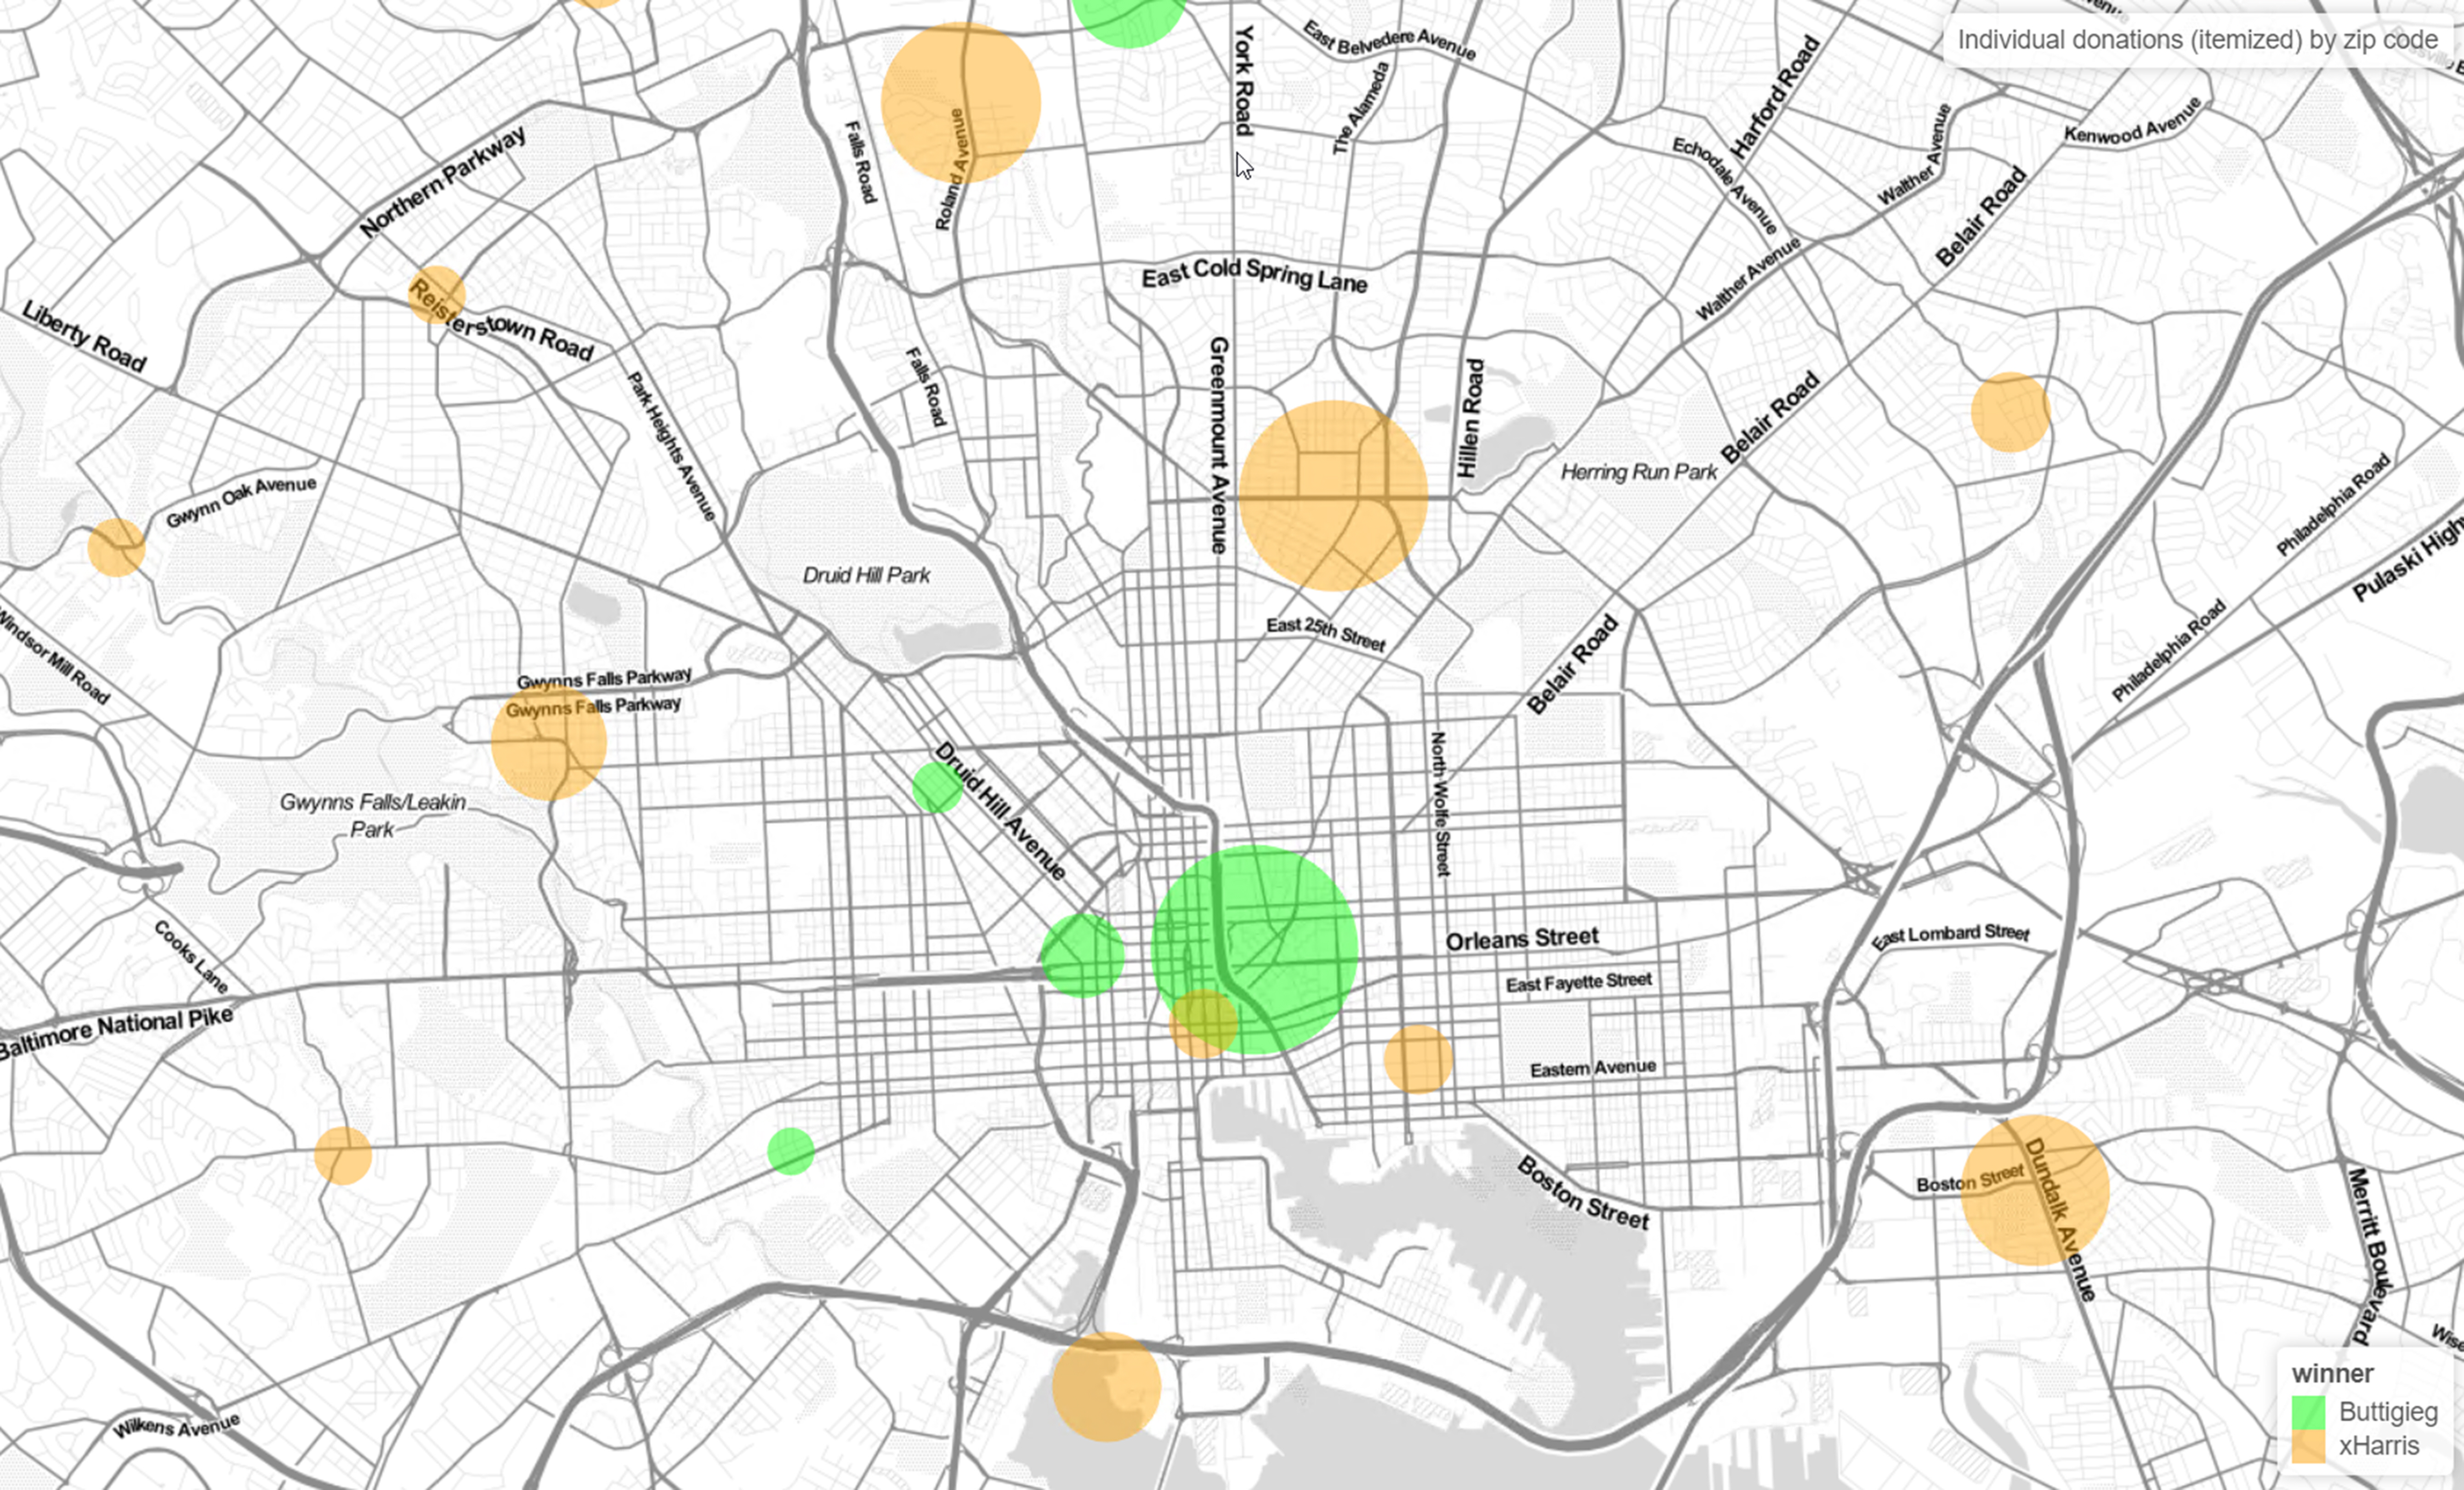 Individual donations (itemized) by zip code
East Belvedere Avenue
York Road
The Alameda
Harford Road
Kenwood Avenue
Walther Avenue
Echodale Avenue
Belair Road
Falls Road
Roland Avenue
Northern Parkway
Walther Avenue
East Cold Spring Lane
Reisterstown Road
Liberty Road
Greenmount Avenue
Falls Road
Park Heights Avenue
Hillen Road
Belair Road
Herring Run Park
Philadelphia Road
Gwynn Oak Avenue
Druid Hill Park
Windsor Mill Road
East 25th Street
Belair Road
Philadelphia Road
Gwynns Falls Parkway
Gwynns Falls Parkway
North Wolfe Street
Druid Hill Avenue
Gwynns Falls/Leakin
Park
Orleans Street
East Lombard Street
East Fayette Street
Cooks Lane
Baltimore National Pike
Eastern Avenue
Boston Street
Boston Street
Dundalk Avenue
Merritt Boulevard
Wilkens Avenue
winner
Buttigieg
xHarris